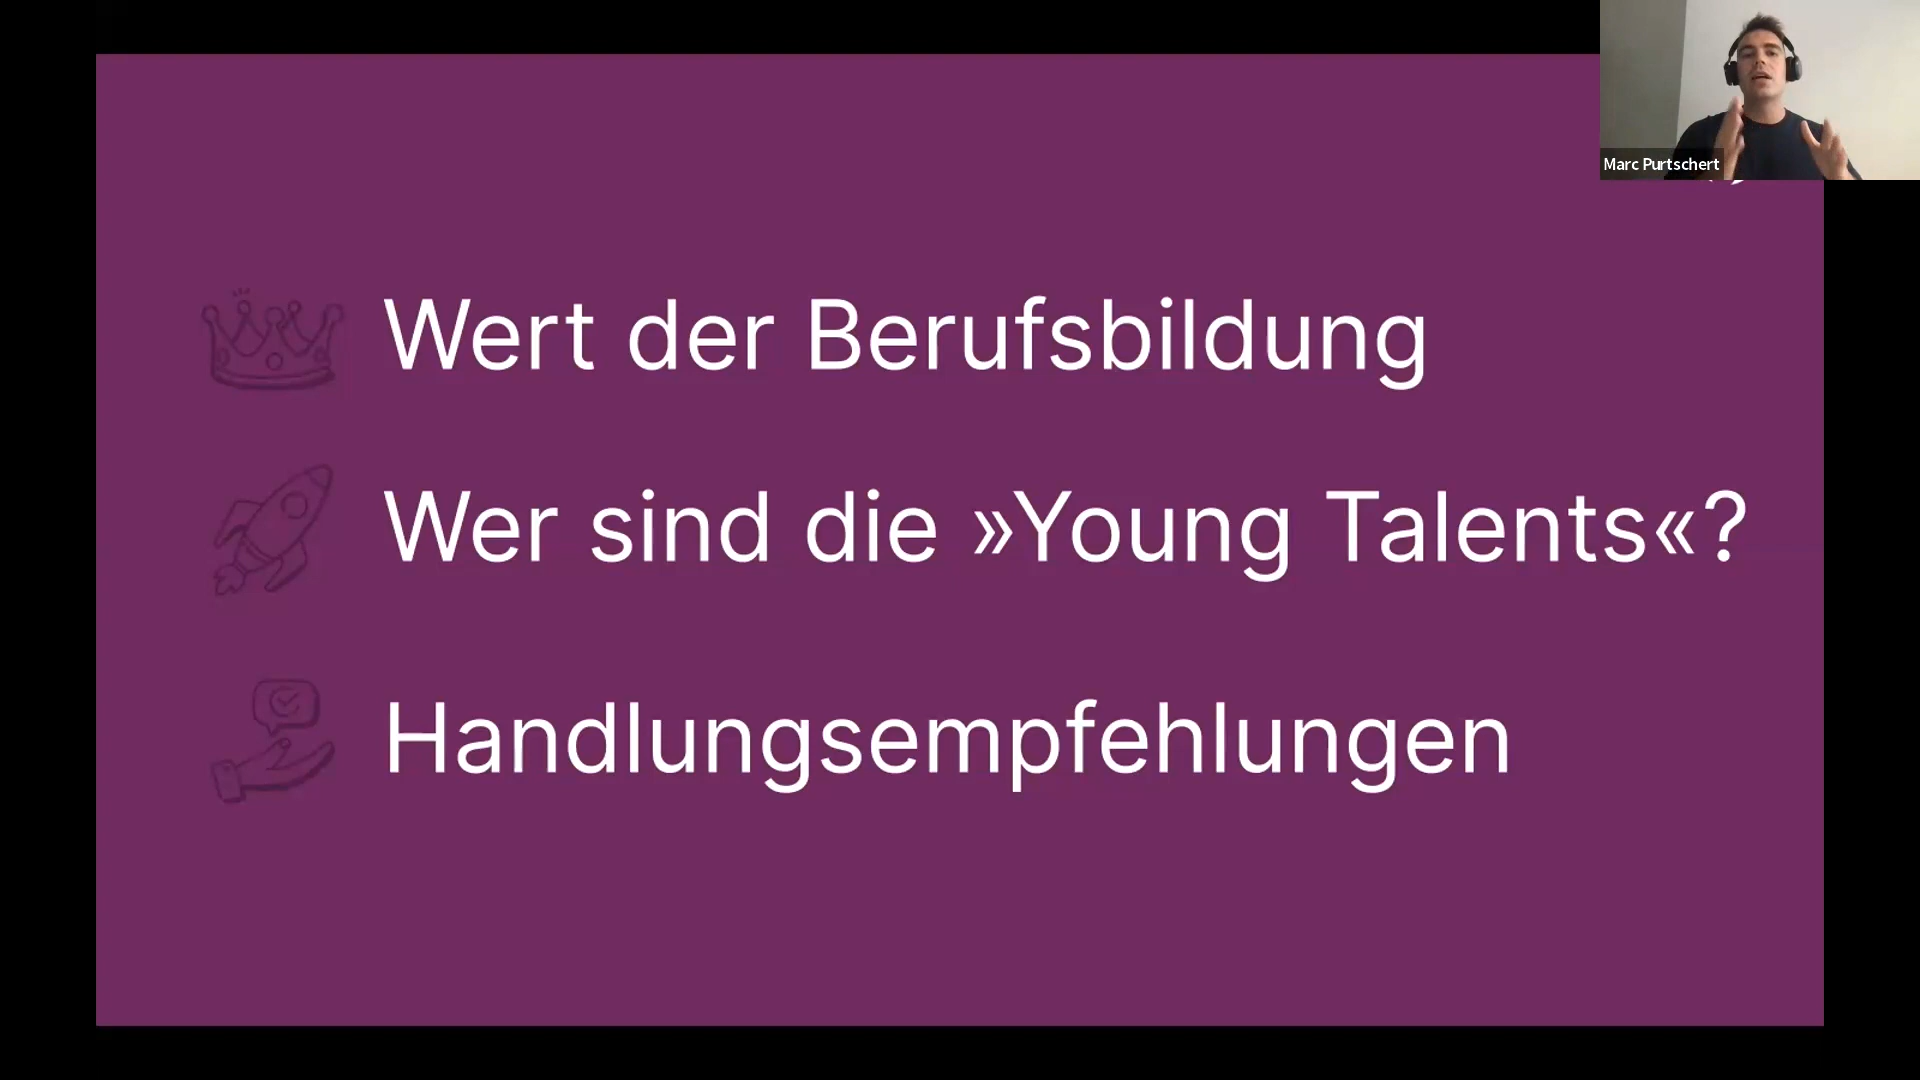 Marc Purtschert
Wert der Berufsbildung
Wer sind die »Young Talents«?
Handlungsempfehlungen